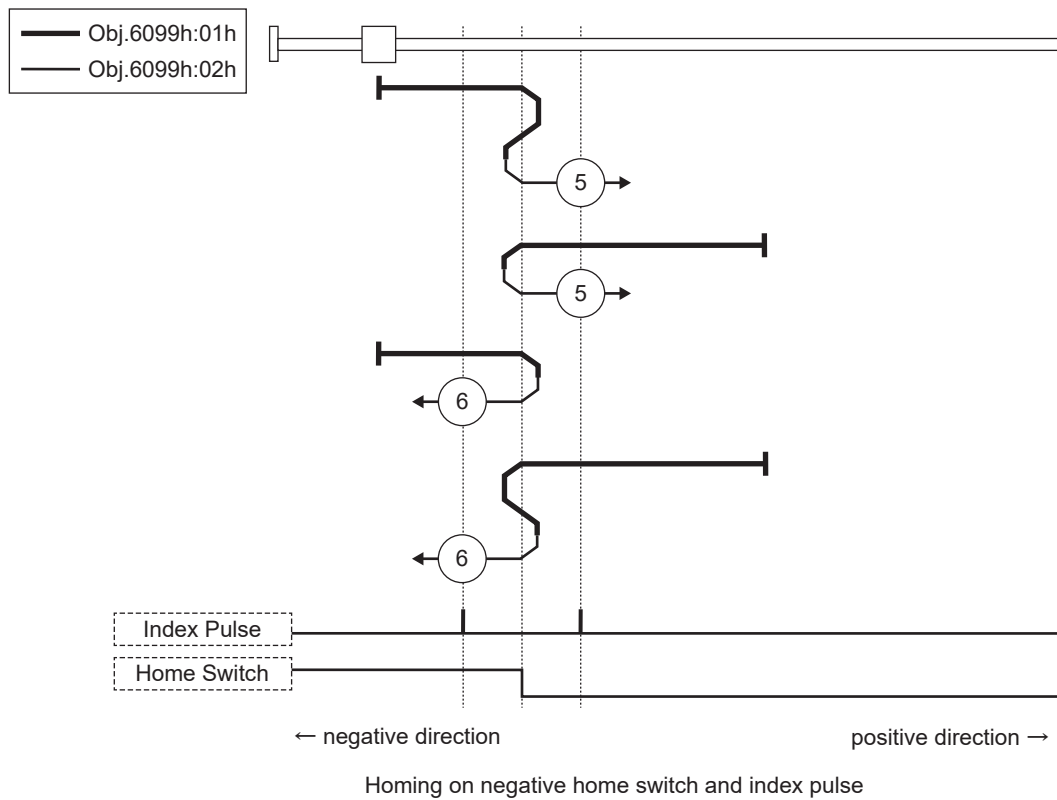 Obj.6099h:01h
Obj.6099h:02h
5
5
6
6
Index Pulse
Home Switch
← negative direction
positive direction →
Homing on negative home switch and index pulse